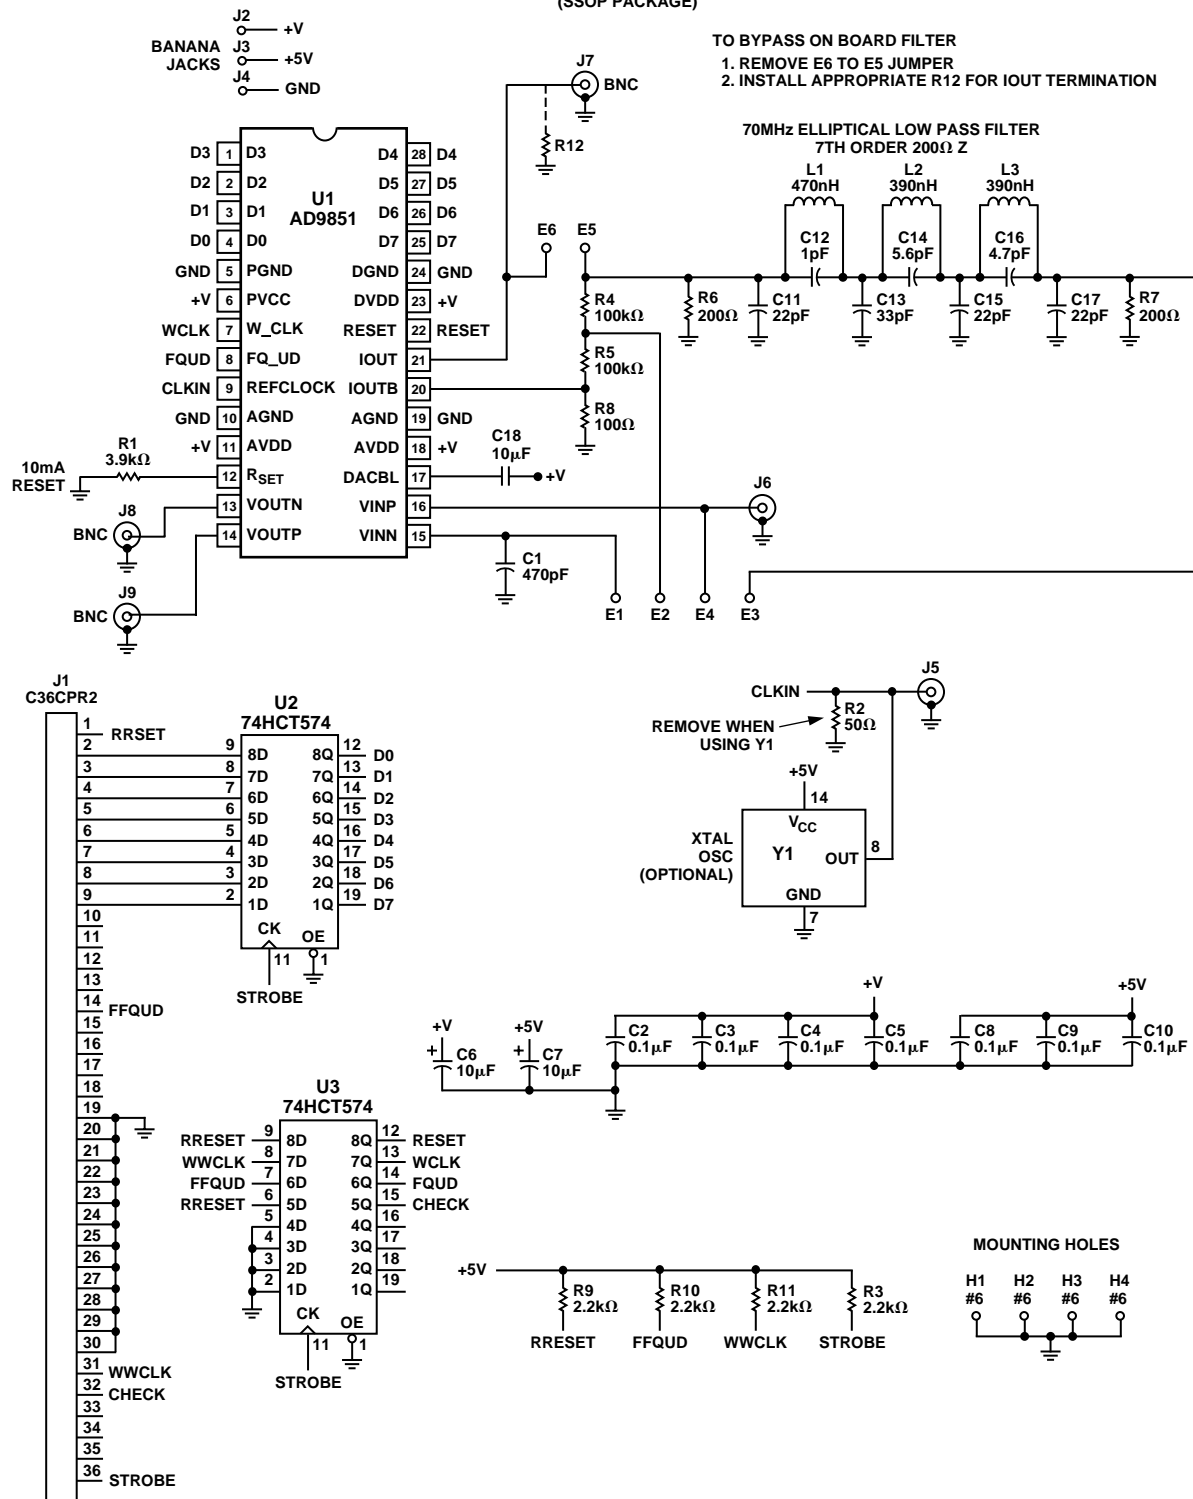 (SSOP PACKAGE)
J2
+V
BANANA
JACKS
J3
+5V
J4
GND
TO BYPASS ON BOARD FILTER
1. REMOVE E6 TO E5 JUMPER
2. INSTALL APPROPRIATE R12 FOR IOUT TERMINATION
J7
BNC
R12
70MHz ELLIPTICAL LOW PASS FILTER
7TH ORDER 200Ω Z
L1
470nH
L2
390nH
L3
390nH
C12
1pF
C14
5.6pF
C16
4.7pF
U1
AD9851
D3 1 D3
D2 2 D2
D1 3 D1
D0 4 D0
GND 5 PGND
+V 6 PVCC
WCLK 7 W_CLK
FQUD 8 FQ_UD
CLKIN 9 REFCLOCK
GND 10 AGND
+V 11 AVDD
12 RSET
13 VOUTN
14 VOUTP
D4 28 D4
D5 27 D5
D6 26 D6
D7 25 D7
DGND 24 GND
DVDD 23 +V
RESET 22 RESET
IOUT 21
IOUTB 20
AGND 19 GND
AVDD 18 +V
DACBL 17
VINP 16
VINN 15
E6
E5
R4
100kΩ
R5
100kΩ
R8
100Ω
R6
200Ω
C11
22pF
C13
33pF
C15
22pF
C17
22pF
R7
200Ω
R1
3.9kΩ
10mA
RESET
J8
BNC
J9
BNC
C18
10µF
+V
J6
C1
470pF
E1
E2
E4
E3
J1
C36CPR2
1 RRSET
2
3
4
5
6
7
8
9
10
11
12
13
14 FFQUD
15
16
17
18
19
20
21
22
23
24
25
26
27
28
29
30
31 WWCLK
32 CHECK
33
34
35
36 STROBE
U2
74HCT574
9 8D 8Q 12 D0
8 7D 7Q 13 D1
7 6D 6Q 14 D2
6 5D 5Q 15 D3
5 4D 4Q 16 D4
4 3D 3Q 17 D5
3 2D 2Q 18 D6
2 1D 1Q 19 D7
CK
OE
11
1
STROBE
CLKIN
J5
R2
50Ω
REMOVE WHEN
USING Y1
+5V
14
VCC
XTAL
OSC
(OPTIONAL)
Y1
OUT
8
GND
7
+V
C6
10µF
+
+5V
C7
10µF
+
+V
C2
0.1µF
C3
0.1µF
C4
0.1µF
C5
0.1µF
+5V
C8
0.1µF
C9
0.1µF
C10
0.1µF
U3
74HCT574
RRESET 9 8D 8Q 12 RESET
WWCLK 8 7D 7Q 13 WCLK
FFQUD 7 6D 6Q 14 FQUD
RRESET 6 5D 5Q 15 CHECK
5 4D 4Q 16
4 3D 3Q 17
3 2D 2Q 18
2 1D 1Q 19
CK
OE
11
1
STROBE
+5V
R9
2.2kΩ
R10
2.2kΩ
R11
2.2kΩ
R3
2.2kΩ
RRESET
FFQUD
WWCLK
STROBE
MOUNTING HOLES
H1
#6
H2
#6
H3
#6
H4
#6